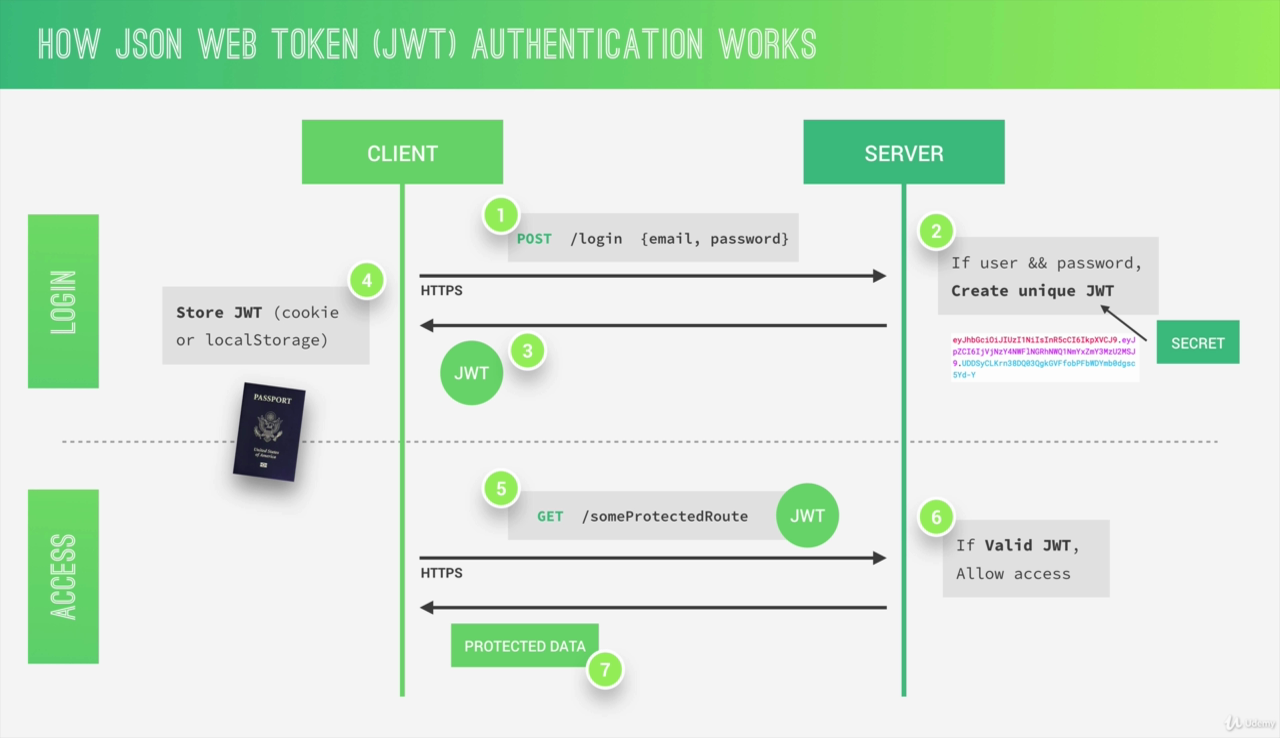 HOW JSON WEB TOKEN (JWT) AUTHENTICATION WORKS
CLIENT
SERVER
LOGIN
1
POST /login {email, password}
HTTPS
2
If user && password,
Create unique JWT
SECRET
eyJhbGciOiJIUzI1NiIsInR5cCI6IkpXVCJ9.eyJ
3
JWT
4
Store JWT (cookie
or localStorage)
PASSPORT
United States
of America
ACCESS
5
GET /someProtectedRoute
JWT
HTTPS
6
If Valid JWT,
Allow access
PROTECTED DATA
7
Udemy